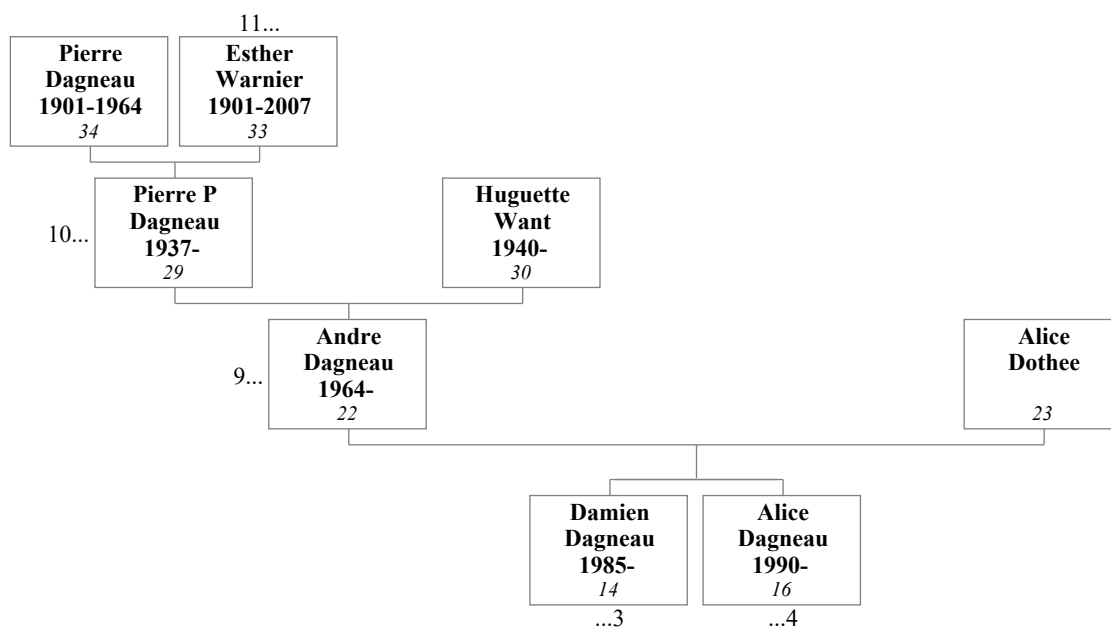 11...
Pierre
Dagneau
1901-1964
34
Esther
Warnier
1901-2007
33
10...
Pierre P
Dagneau
1937-
29
Huguette
Want
1940-
30
9...
Andre
Dagneau
1964-
22
Alice
Dothee
23
Damien
Dagneau
1985-
14
...3
Alice
Dagneau
1990-
16
...4